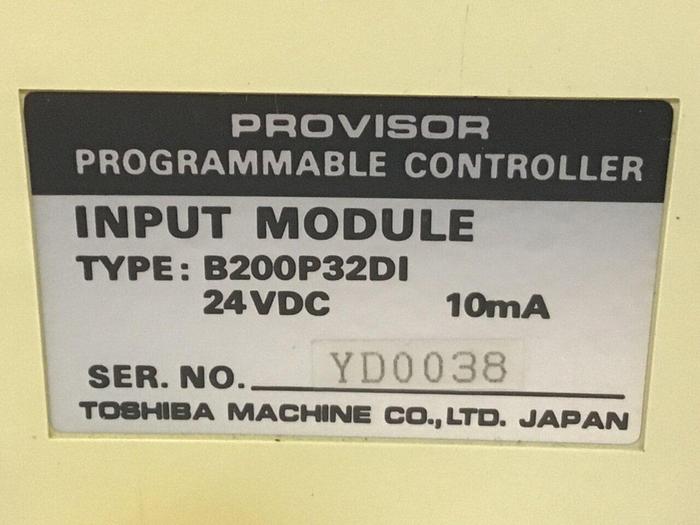 PROVISOR
PROGRAMMABLE CONTROLLER
INPUT MODULE
TYPE: B200P32DI
24VDC 10mA
SER. NO. YD0038
TOSHIBA MACHINE CO.,LTD. JAPAN